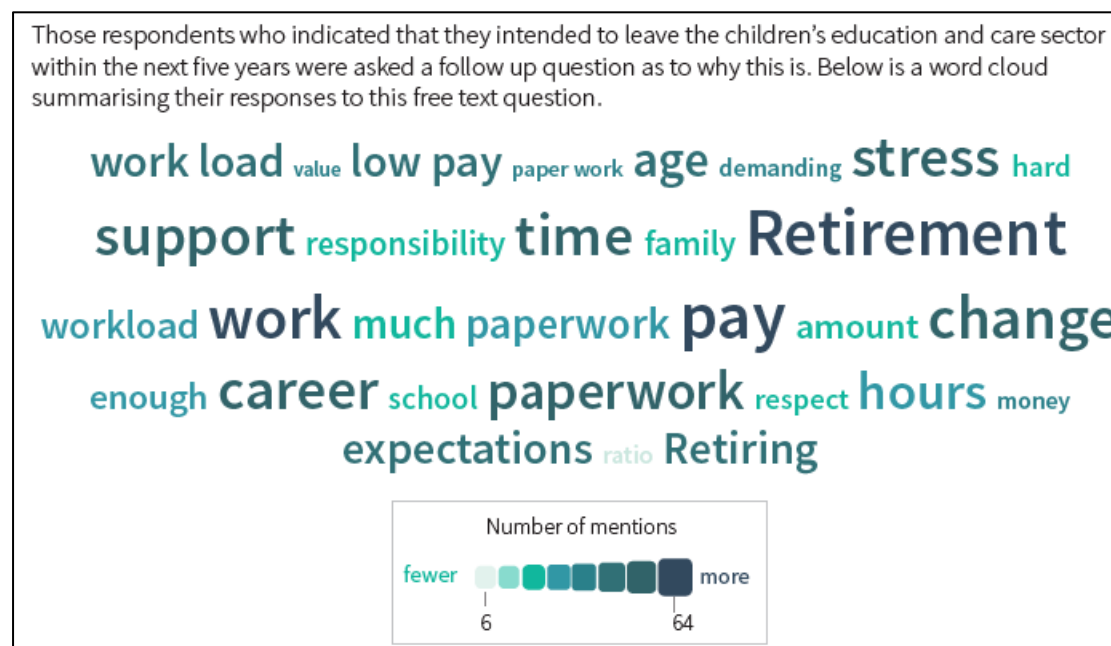 Those respondents who indicated that they intended to leave the children’s education and care sector
within the next five years were asked a follow up question as to why this is. Below is a word cloud
summarising their responses to this free text question.
work load value low pay paper work age demanding stress hard
support responsibility time family Retirement
workload work much paperwork pay amount change
enough career school paperwork respect hours money
expectations ratio Retiring
Number of mentions
fewer more
6 64